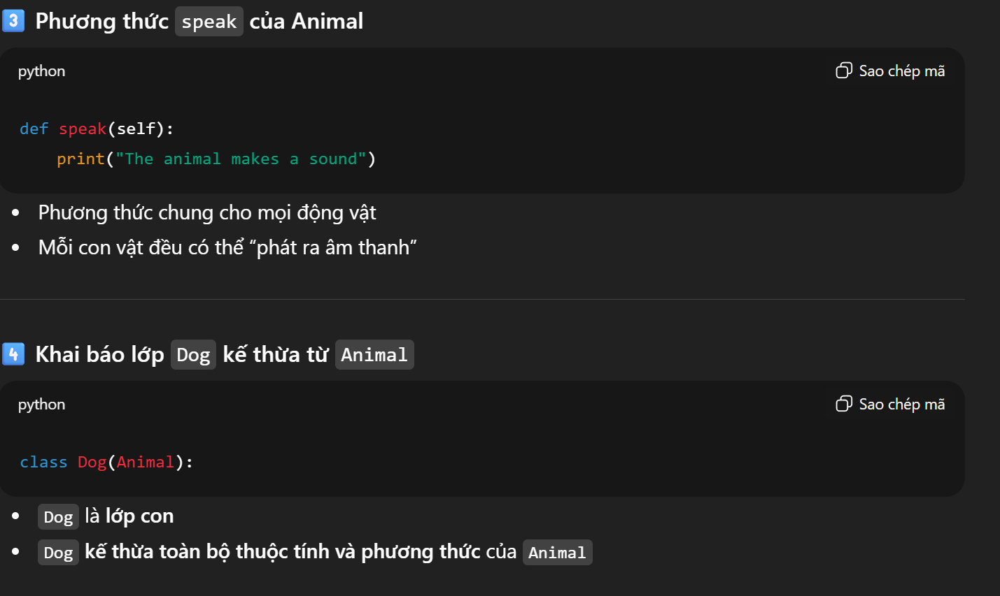 3 Phương thức speak của Animal
python
Sao chép mã
def speak(self):
    print("The animal makes a sound")
• Phương thức chung cho mọi động vật
• Mỗi con vật đều có thể “phát ra âm thanh”
4 Khai báo lớp Dog kế thừa từ Animal
python
Sao chép mã
class Dog(Animal):
• Dog là lớp con
• Dog kế thừa toàn bộ thuộc tính và phương thức của Animal